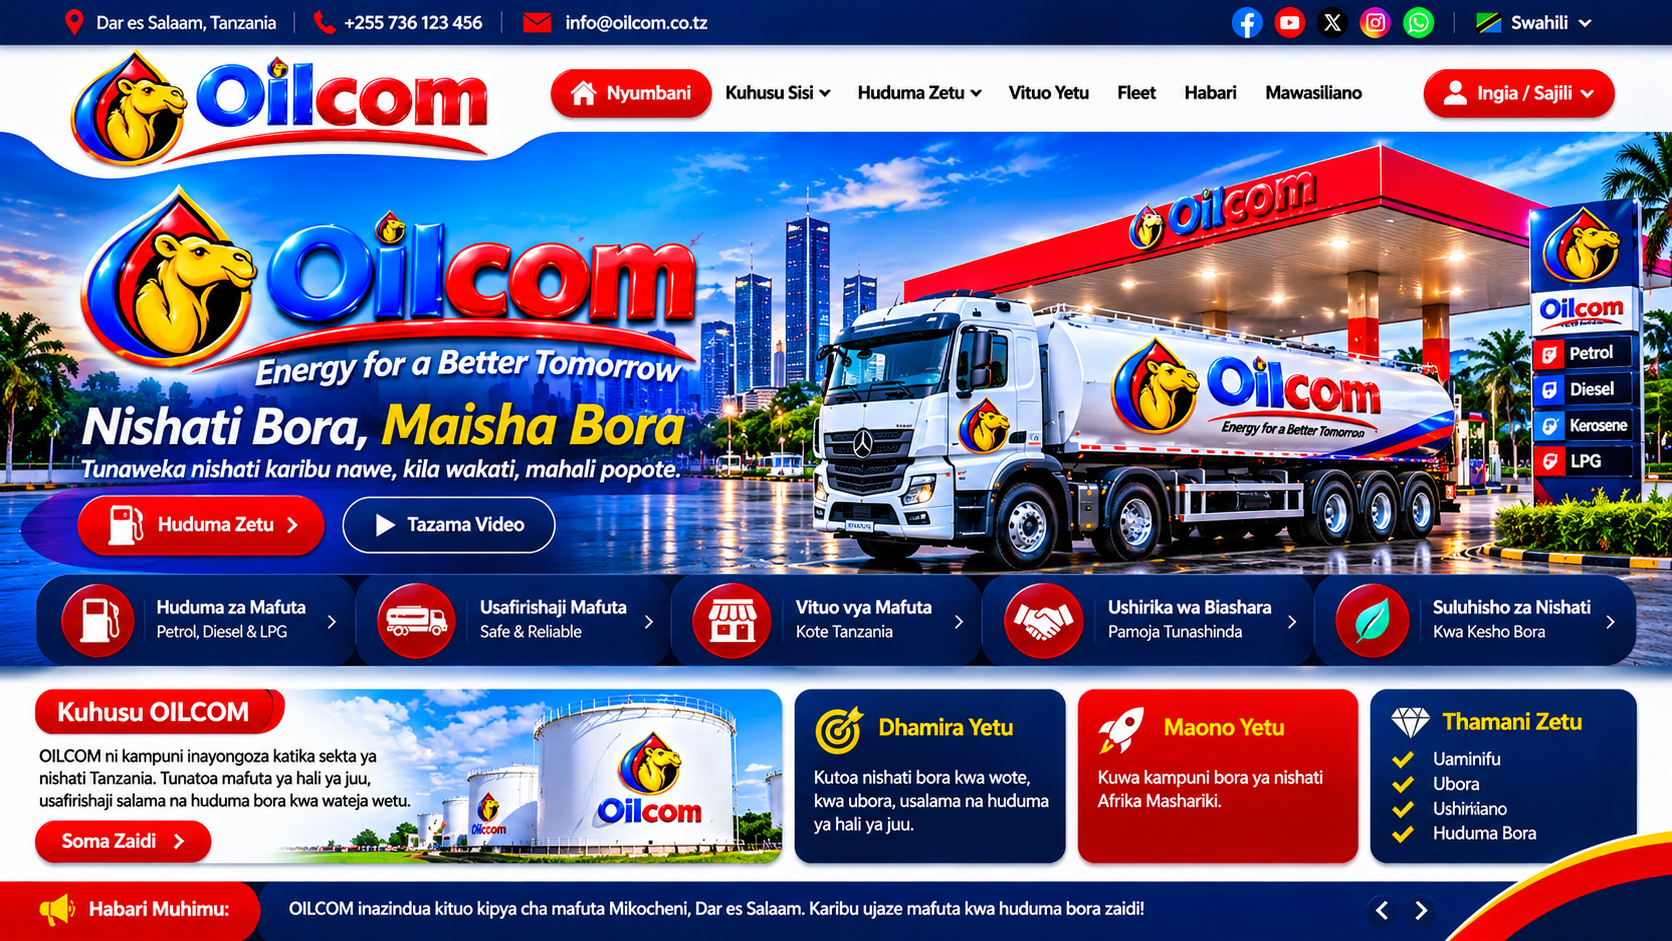 Dar es Salaam, Tanzania
+255 736 123 456
info@oilcom.co.tz
Swahili
Oilcom
Nyumbani
Kuhusu Sisi
Huduma Zetu
Vituo Yetu
Fleet
Habari
Mawasiliano
Ingia / Sajili
Oilcom
Energy for a Better Tomorrow
Nishati Bora, Maisha Bora
Tunaweka nishati karibu nawe, kila wakati, mahali popote.
Huduma Zetu
Tazama Video
Oilcom
Oilcom
Energy for a Better Tomorrow
Oilcom
Petrol
Diesel
Kerosene
LPG
Huduma za Mafuta
Petrol, Diesel & LPG
Usafirishaji Mafuta
Safe & Reliable
Vituo vya Mafuta
Kote Tanzania
Ushirika wa Biashara
Pamoja Tunashinda
Suluhisho za Nishati
Kwa Kesho Bora
Kuhusu OILCOM
OILCOM ni kampuni inayongoza katika sekta ya
nishati Tanzania. Tunatoa mafuta ya hali ya juu,
usafirishaji salama na huduma bora kwa wateja wetu.
Soma Zaidi
Oilccom
Oilcom
Dhamira Yetu
Kutoa nishati bora kwa wote,
kwa ubora, usalama na huduma
ya hali ya juu.
Maono Yetu
Kuwa kampuni bora ya nishati
Afrika Mashariki.
Thamani Zetu
Uaminifu
Ubora
Huduma Bora
Habari Muhimu:
OILCOM inazindua kituo kipya cha mafuta Mikocheni, Dar es Salaam. Karibu ujaze mafuta kwa huduma bora zaidi!